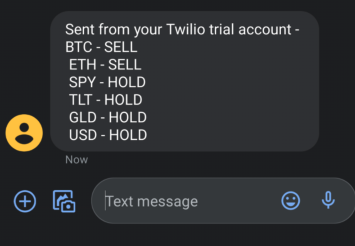 Sent from your Twilio trial account -
BTC - SELL
ETH - SELL
SPY - HOLD
TLT - HOLD
GLD - HOLD
USD - HOLD
Now
Text message